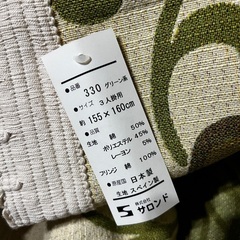 ●品番 330 グリーン系
●サイズ 3人掛用
約155×160cm
●品質
生地 綿 50%
ポリエステル 45%
レーヨン 5%
フリンジ 綿 100%
●原産国 日本製
生地 スペイン製
株式会社 サロンド